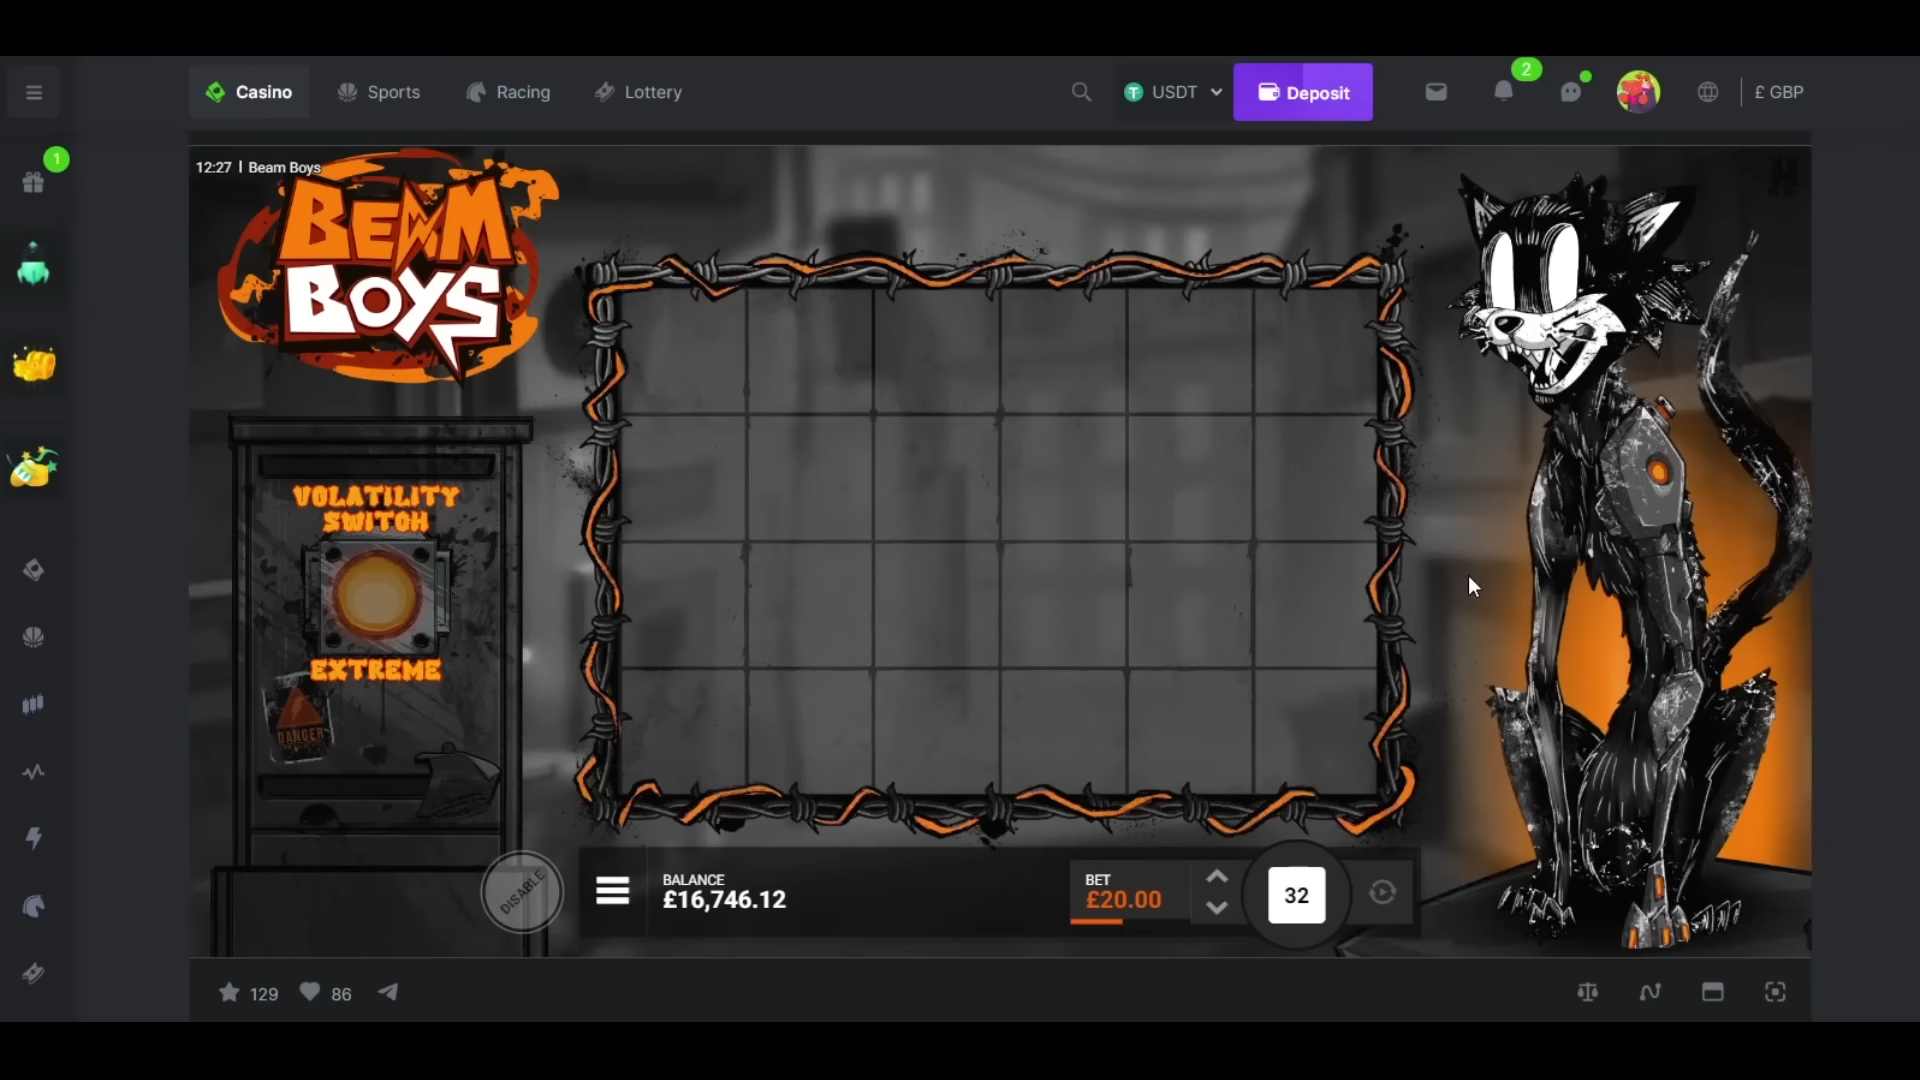 Casino
Sports
Racing
Lottery
USDT
Deposit
2
£ GBP
1
12:27 | Beam Boys
BEAM
BOYS
VOLATILITY
SWITCH
EXTREME
DANGER
DISABLE
BALANCE
£16,746.12
BET
£20.00
32
129
86